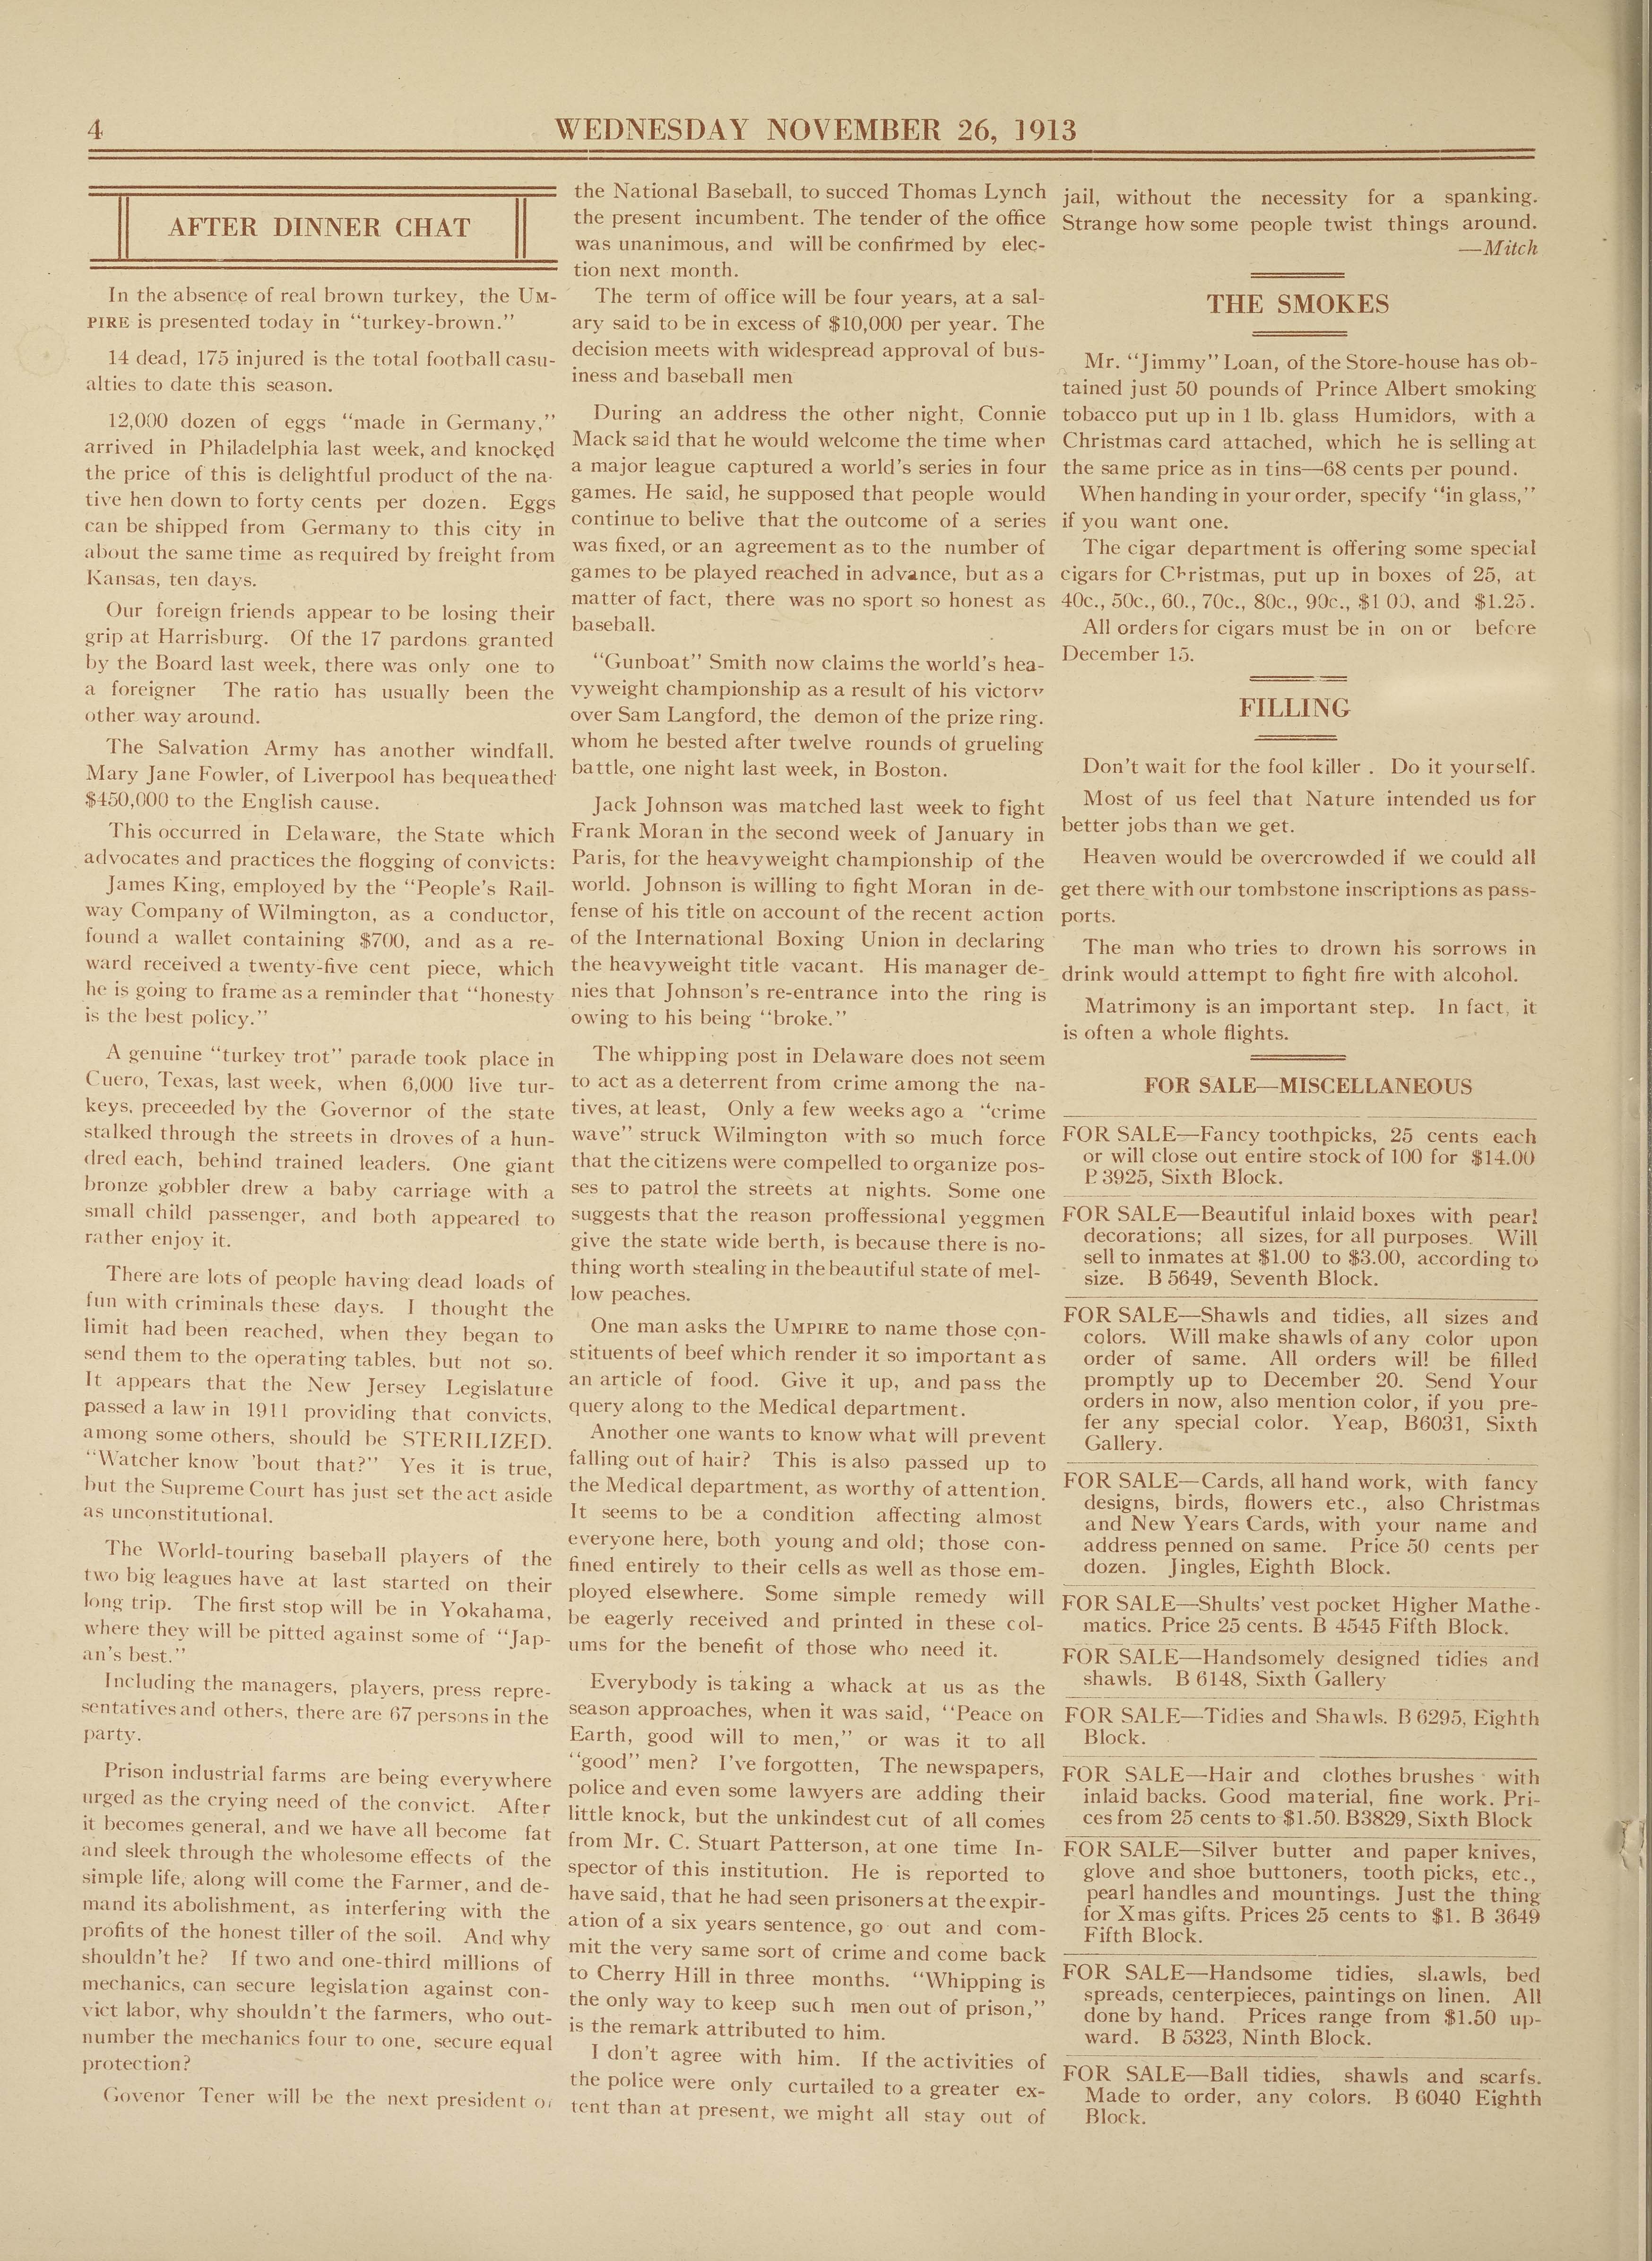 4
WEDNESDAY NOVEMBER 26, 1913
AFTER DINNER CHAT
In the absence of real brown turkey, the UM-
PIRE is presented today in "turkey-brown."
14 dead, 175 injured is the total football casu-
alties to date this season.
12,000 dozen of eggs "made in Germany,"
arrived in Philadelphia last week, and knocked
the price of this is delightful product of the na-
tive hen down to forty cents per dozen. Eggs
can be shipped from Germany to this city in
about the same time as required by freight from
Kansas, ten days.
Our foreign friends appear to be losing their
grip at Harrisburg. Of the 17 pardons granted
by the Board last week, there was only one to
a foreigner The ratio has usually been the
other way around.
The Salvation Army has another windfall.
Mary Jane Fowler, of Liverpool has bequeathed
$450,000 to the English cause.
This occurred in Delaware, the State which
advocates and practices the flogging of convicts:
James King, employed by the "People's Rail-
way Company of Wilmington, as a conductor,
found a wallet containing $700, and as a re-
ward received a twenty-five cent piece, which
he is going to frame as a reminder that "honesty
is the best policy."
A genuine "turkey trot" parade took place in
Cuero, Texas, last week, when 6,000 live tur-
keys, preceeded by the Governor of the state
stalked through the streets in droves of a hun-
dred each, behind trained leaders. One giant
bronze gobbler drew a baby carriage with a
small child passenger, and both appeared to
rather enjoy it.
There are lots of people having dead loads of
fun with criminals these days. I thought the
limit had been reached, when they began to
send them to the operating tables, but not so.
It appears that the New Jersey Legislature
passed a law in 1911 providing that convicts,
among some others, should be STERILIZED.
"Watcher know 'bout that?" Yes it is true,
but the Supreme Court has just set the act aside
as unconstitutional.
The World-touring baseball players of the
two big leagues have at last started on their
long trip. The first stop will be in Yokahama,
where they will be pitted against some of "Jap-
an's best."
Including the managers, players, press repre-
sentatives and others, there are 67 persons in the
party.
Prison industrial farms are being everywhere
urged as the crying need of the convict. After
it becomes general, and we have all become fat
and sleek through the wholesome effects of the
simple life, along will come the Farmer, and de-
mand its abolishment, as interfering with the
profits of the honest tiller of the soil. And why
shouldn't he? If two and one-third millions of
mechanics, can secure legislation against con-
vict labor, why shouldn't the farmers, who out-
number the mechanics four to one, secure equal
protection?
Govenor Tener will be the next president of
the National Baseball, to succed Thomas Lynch
the present incumbent. The tender of the office
was unanimous, and will be confirmed by elec-
tion next month.
The term of office will be four years, at a sal-
ary said to be in excess of $10,000 per year. The
decision meets with widespread approval of bus-
iness and baseball men
During an address the other night, Connie
Mack said that he would welcome the time when
a major league captured a world's series in four
games. He said, he supposed that people would
continue to belive that the outcome of a series
was fixed, or an agreement as to the number of
games to be played reached in advance, but as a
matter of fact, there was no sport so honest as
baseball.
"Gunboat" Smith now claims the world's hea-
vyweight championship as a result of his victory
over Sam Langford, the demon of the prize ring.
whom he bested after twelve rounds of grueling
battle, one night last week, in Boston.
Jack Johnson was matched last week to fight
Frank Moran in the second week of January in
Paris, for the heavyweight championship of the
world. Johnson is willing to fight Moran in de-
fense of his title on account of the recent action
of the International Boxing Union in declaring
the heavyweight title vacant. His manager de-
nies that Johnson's re-entrance into the ring is
owing to his being "broke."
The whipping post in Delaware does not seem
to act as a deterrent from crime among the na-
tives, at least, Only a few weeks ago a "crime
wave" struck Wilmington with so much force
that the citizens were compelled to organize pos-
ses to patrol the streets at nights. Some one
suggests that the reason proffessional yeggmen
give the state wide berth, is because there is no-
thing worth stealing in the beautiful state of mel-
low peaches.
One man asks the UMPIRE to name those con-
stituents of beef which render it so important as
an article of food. Give it up, and pass the
query along to the Medical department.
Another one wants to know what will prevent
falling out of hair? This is also passed up to
the Medical department, as worthy of attention.
It seems to be a condition affecting almost
everyone here, both young and old; those con-
fined entirely to their cells as well as those em-
ployed elsewhere. Some simple remedy will
be eagerly received and printed in these col-
ums for the benefit of those who need it.
Everybody is taking a whack at us as the
season approaches, when it was said, "Peace on
Earth, good will to men," or was it to all
"good" men? I've forgotten, The newspapers,
police and even some lawyers are adding their
little knock, but the unkindest cut of all comes
from Mr. C. Stuart Patterson, at one time In-
spector of this institution. He is reported to
have said, that he had seen prisoners at the expir-
ation of a six years sentence, go out and com-
mit the very same sort of crime and come back
to Cherry Hill in three months. "Whipping is
the only way to keep such men out of prison,"
is the remark attributed to him.
I don't agree with him. If the activities of
the police were only curtailed to a greater ex-
tent than at present, we might all stay out of
jail, without the necessity for a spanking.
Strange how some people twist things around.
—Mitch
THE SMOKES
Mr. "Jimmy" Loan, of the Store-house has ob-
tained just 50 pounds of Prince Albert smoking
tobacco put up in 1 lb. glass Humidors, with a
Christmas card attached, which he is selling at
the same price as in tins—68 cents per pound.
When handing in your order, specify "in glass,"
if you want one.
The cigar department is offering some special
cigars for Christmas, put up in boxes of 25, at
40c., 50c., 60., 70c., 80c., 90c., $1 00, and $1.25.
All orders for cigars must be in on or before
December 15.
FILLING
Don't wait for the fool killer . Do it yourself.
Most of us feel that Nature intended us for
better jobs than we get.
Heaven would be overcrowded if we could all
get there with our tombstone inscriptions as pass-
ports.
The man who tries to drown his sorrows in
drink would attempt to fight fire with alcohol.
Matrimony is an important step. In fact, it
is often a whole flights.
FOR SALE—MISCELLANEOUS
FOR SALE—Fancy toothpicks, 25 cents each
or will close out entire stock of 100 for $14.00
B 3925, Sixth Block.
FOR SALE—Beautiful inlaid boxes with pearl
decorations; all sizes, for all purposes. Will
sell to inmates at $1.00 to $3.00, according to
size. B 5649, Seventh Block.
FOR SALE—Shawls and tidies, all sizes and
colors. Will make shawls of any color upon
order of same. All orders will be filled
promptly up to December 20. Send Your
orders in now, also mention color, if you pre-
fer any special color. Yeap, B6031, Sixth
Gallery.
FOR SALE—Cards, all hand work, with fancy
designs, birds, flowers etc., also Christmas
and New Years Cards, with your name and
address penned on same. Price 50 cents per
dozen. Jingles, Eighth Block.
FOR SALE—Shults' vest pocket Higher Mathe-
matics. Price 25 cents. B 4545 Fifth Block.
FOR SALE—Handsomely designed tidies and
shawls. B 6148, Sixth Gallery
FOR SALE—Tidies and Shawls. B 6295, Eighth
Block.
FOR SALE—Hair and clothes brushes with
inlaid backs. Good material, fine work. Pri-
ces from 25 cents to $1.50. B3829, Sixth Block
FOR SALE—Silver butter and paper knives,
glove and shoe buttoners, tooth picks, etc.,
pearl handles and mountings. Just the thing
for Xmas gifts. Prices 25 cents to $1. B 3649
Fifth Block.
FOR SALE—Handsome tidies, shawls, bed
spreads, centerpieces, paintings on linen. All
done by hand. Prices range from $1.50 up-
ward. B 5323, Ninth Block.
FOR SALE—Ball tidies, shawls and scarfs.
Made to order, any colors. B 6040 Eighth
Block.